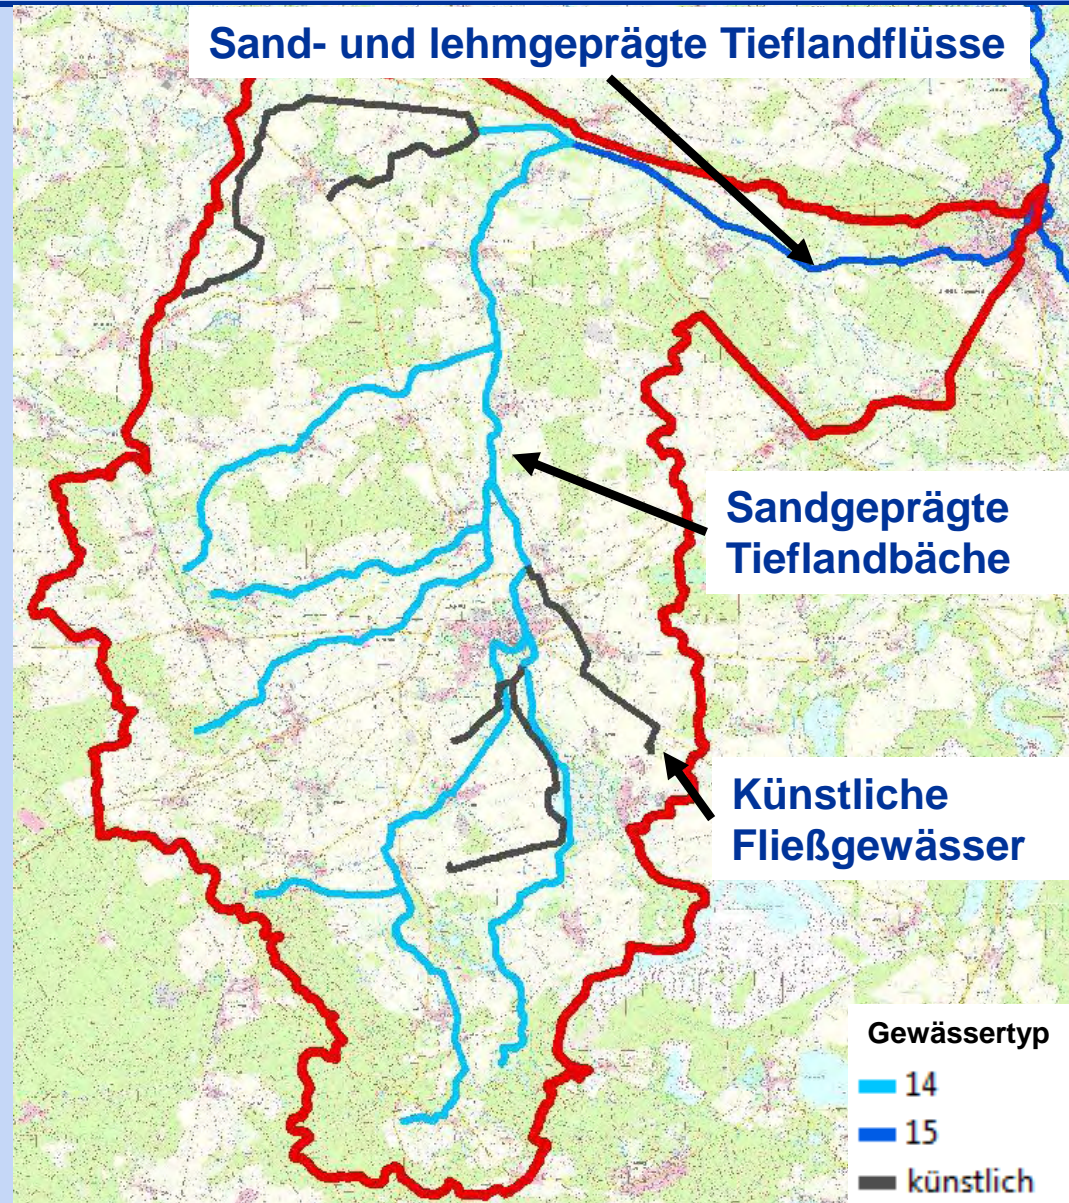 Sand- und lehmgeprägte Tieflandflüsse
Sandgeprägte
Tieflandbäche
Künstliche
Fließgewässer
Gewässertyp
14
15
künstlich